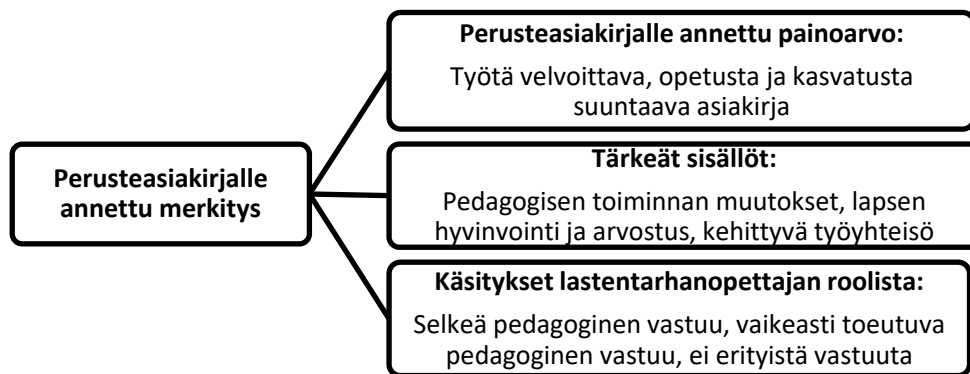 Perusteasiakirjalle annettu painoarvo:
Työtä velvoittava, opetusta ja kasvatusta
suuntaava asiakirja
Perusteasiakirjalle
annettu merkitys
Tärkeät sisällöt:
Pedagogisen toiminnan muutokset, lapsen
hyvinvointi ja arvostus, kehittyvä työyhteisö
Käsitykset lastentarhanopettajan roolista:
Selkeä pedagoginen vastuu, vaikeasti toeutuva
pedagoginen vastuu, ei erityistä vastuuta